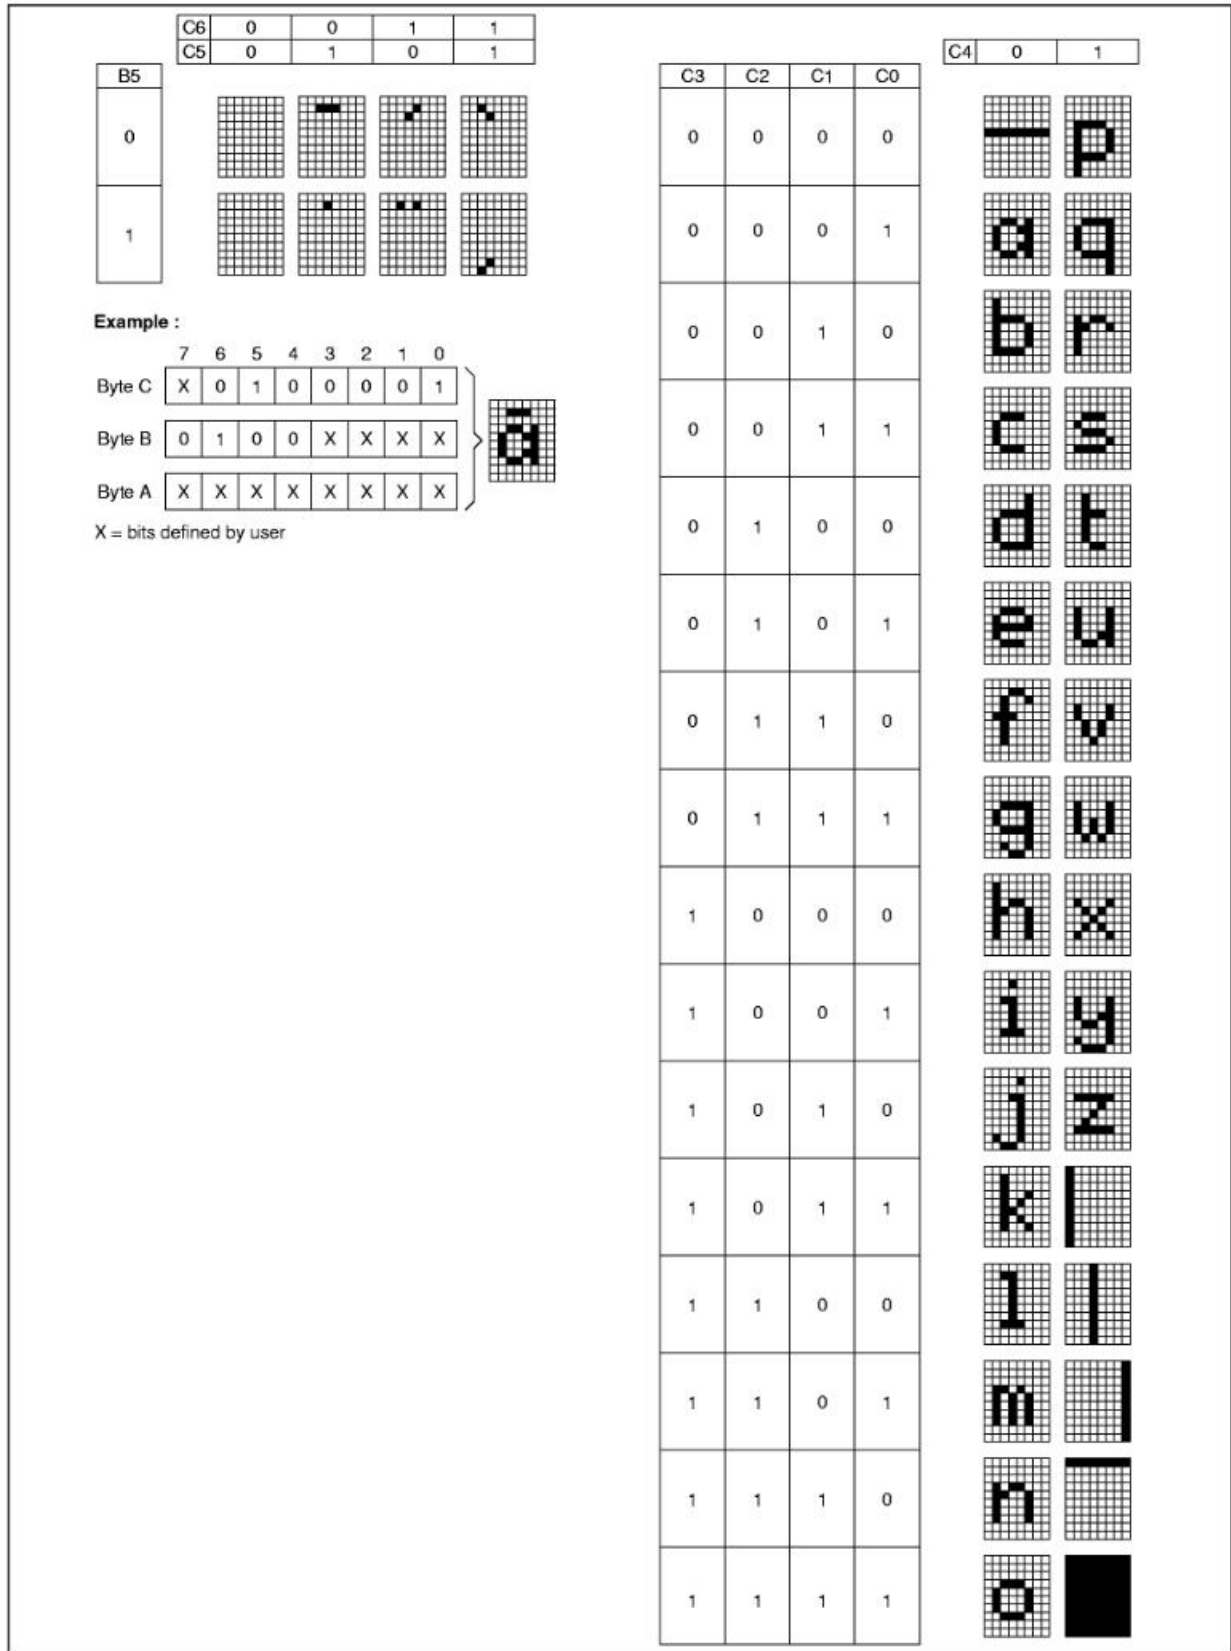 C6 0 0 1 1
C5 0 1 0 1
C4 0 1
B5
C3 C2 C1 C0
0
0 0 0 0 p
1
0 0 0 1 a q
0 0 1 0 b r
Example :
7 6 5 4 3 2 1 0
Byte C X 0 1 0 0 0 0 1
Byte B 0 1 0 0 X X X X ā
Byte A X X X X X X X X
X = bits defined by user
0 0 1 1 c s
0 1 0 0 d t
0 1 0 1 e u
0 1 1 0 f v
0 1 1 1 g w
1 0 0 0 h x
1 0 0 1 i y
1 0 1 0 j z
1 0 1 1 k
1 1 0 0 l
1 1 0 1 m
1 1 1 0 n
1 1 1 1 o